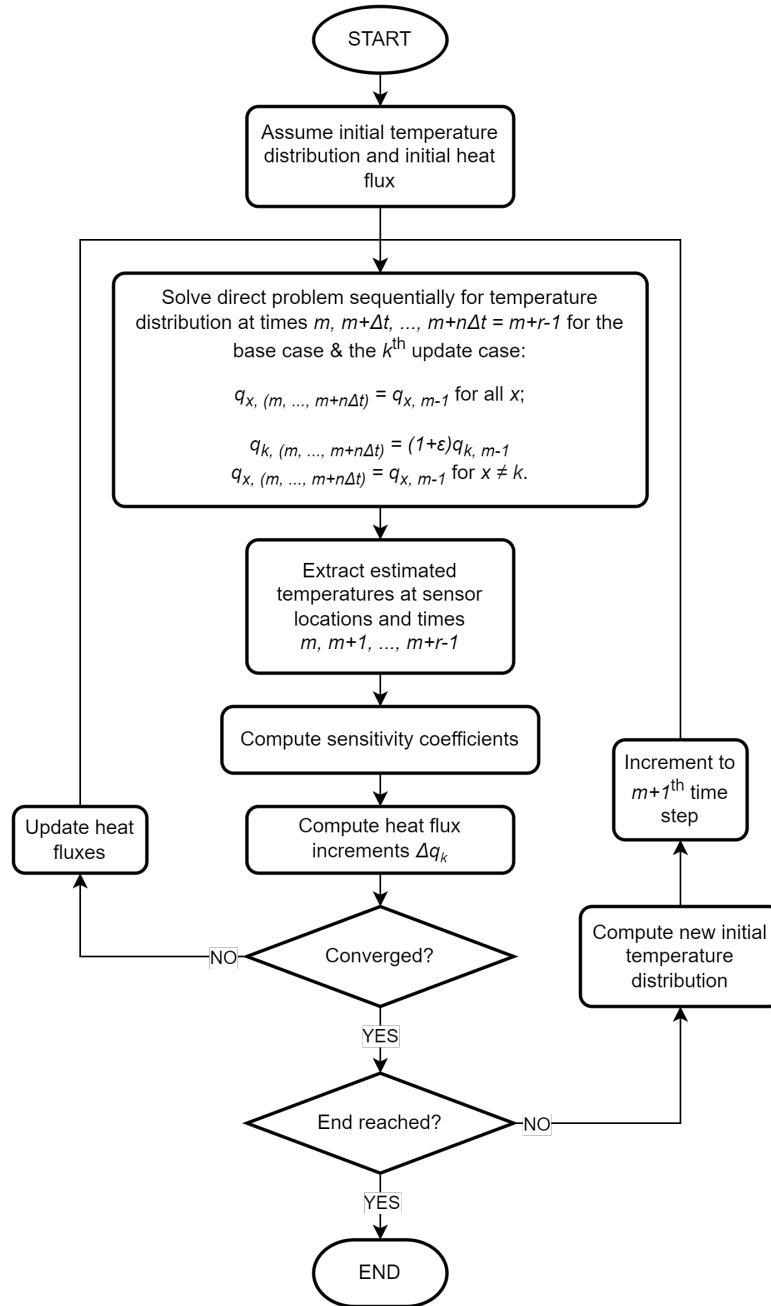 START
Assume initial temperature
distribution and initial heat
flux
Solve direct problem sequentially for temperature
distribution at times m, m+Δt, ..., m+nΔt = m+r-1 for the
base case & the kth update case:
qx, (m, ..., m+nΔt) = qx, m-1 for all x;
qk, (m, ..., m+nΔt) = (1+ε)qk, m-1
qx, (m, ..., m+nΔt) = qx, m-1 for x ≠ k.
Extract estimated
temperatures at sensor
locations and times
m, m+1, ..., m+r-1
Compute sensitivity coefficients
Increment to
m+1th time
step
Update heat
fluxes
Compute heat flux
increments Δqk
Compute new initial
temperature
distribution
NO
Converged?
YES
End reached?
NO
YES
END